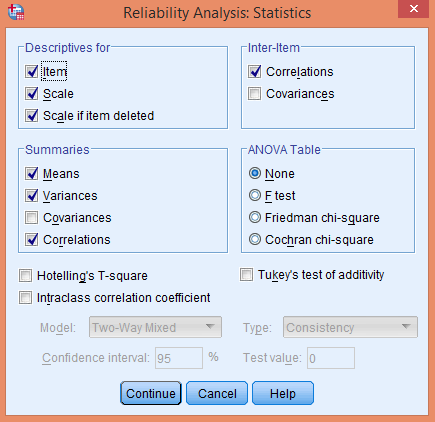 Reliability Analysis: Statistics
Descriptives for
Item
Scale
Scale if item deleted
Inter-Item
Correlations
Covariances
Summaries
Means
Variances
Covariances
Correlations
ANOVA Table
None
F test
Friedman chi-square
Cochran chi-square
Hotelling's T-square
Tukey's test of additivity
Intraclass correlation coefficient
Model: Two-Way Mixed Type: Consistency
Confidence interval: 95 % Test value: 0
Continue Cancel Help